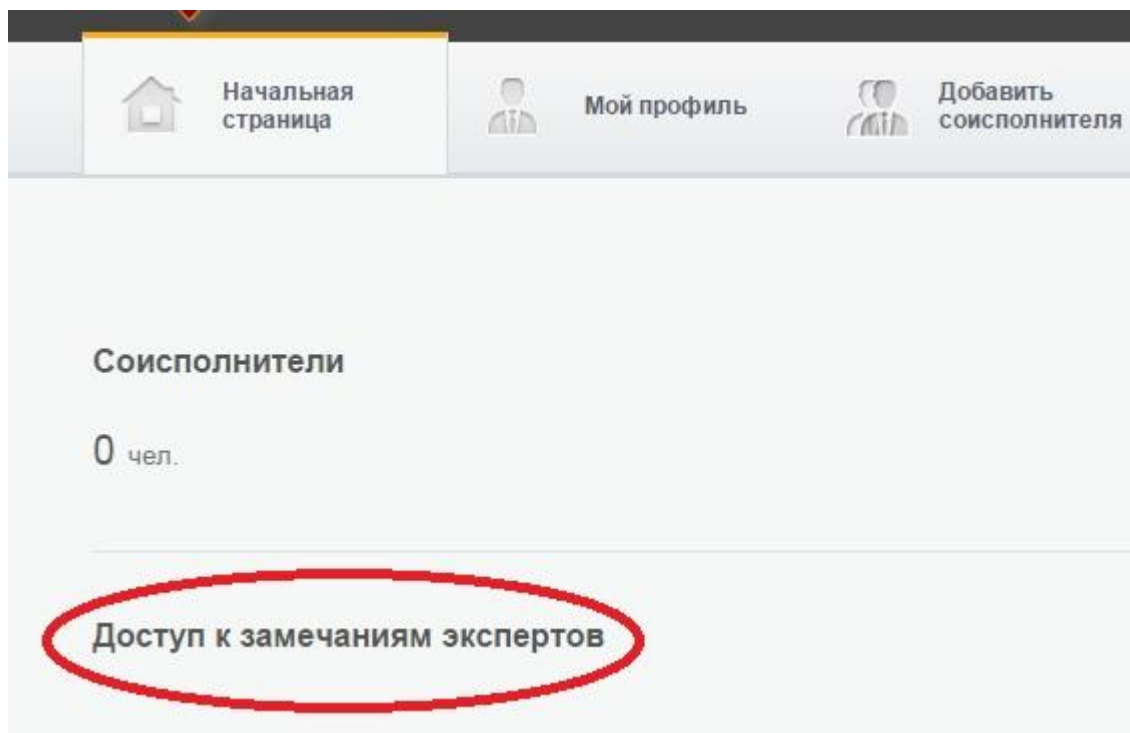 Начальная
страница
Мой профиль
Добавить
соисполнителя
Соисполнители
0 чел.
Доступ к замечаниям экспертов